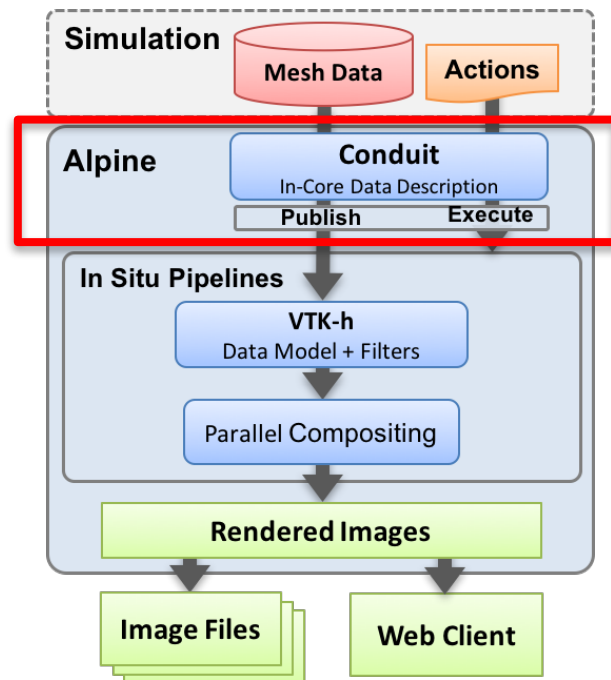 Simulation
Mesh Data
Actions
Alpine
Conduit
In-Core Data Description
Publish
Execute
In Situ Pipelines
VTK-h
Data Model + Filters
Parallel Compositing
Rendered Images
Image Files
Web Client